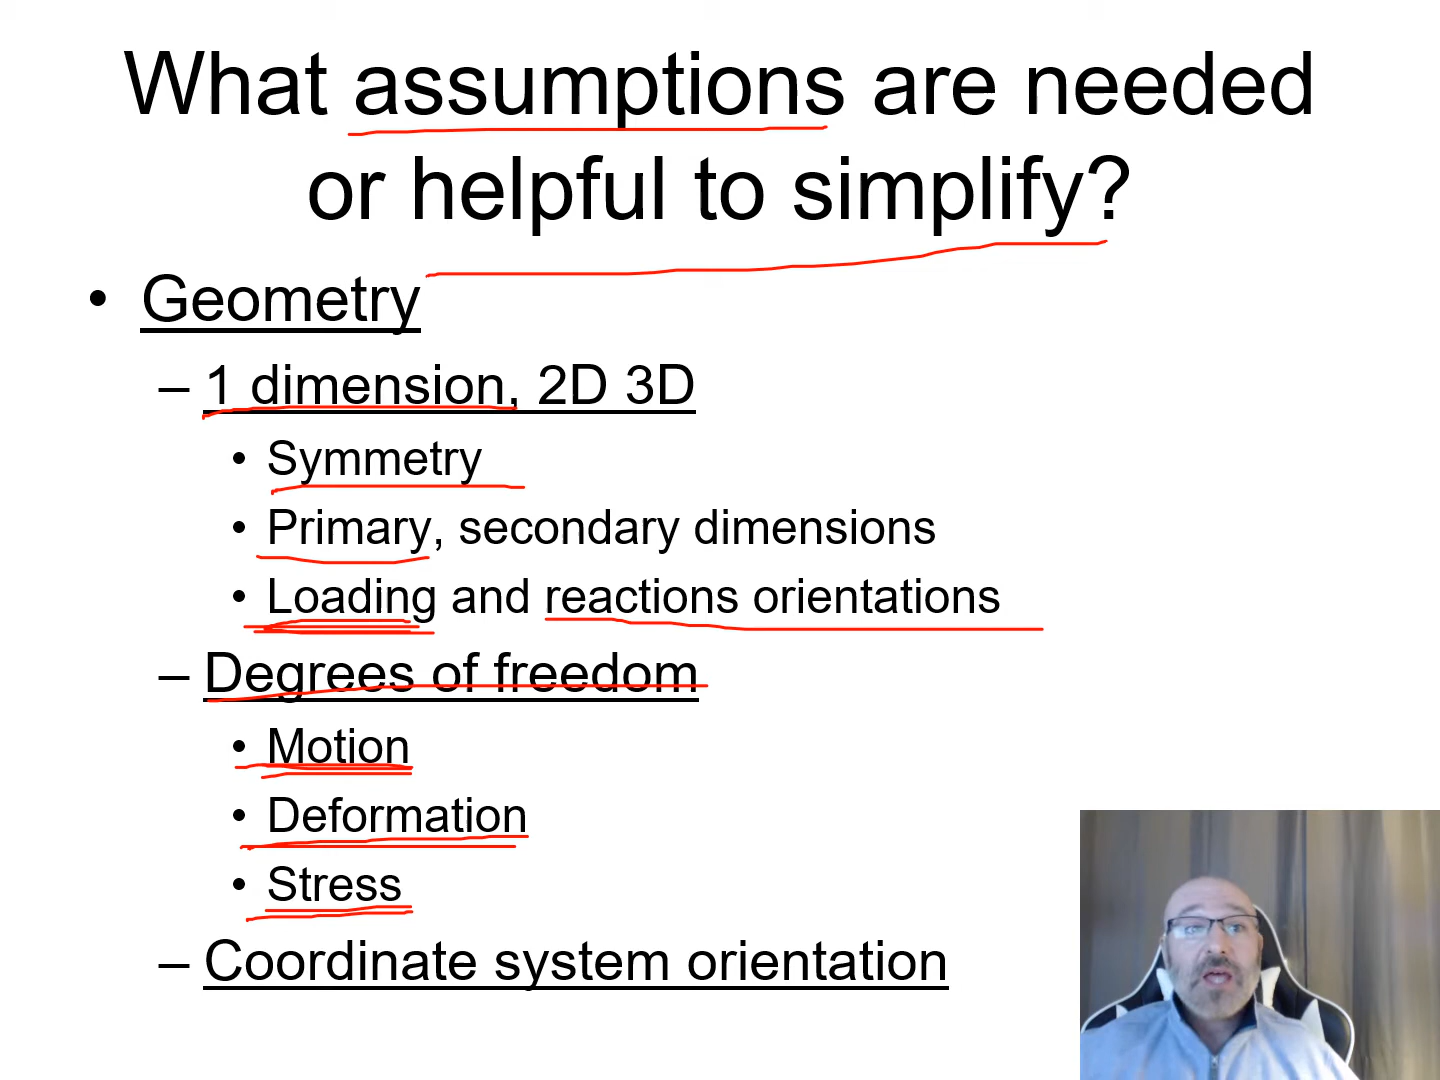 What assumptions are needed
or helpful to simplify?
• Geometry
– 1 dimension, 2D 3D
• Symmetry
• Primary, secondary dimensions
• Loading and reactions orientations
– Degrees of freedom
• Motion
• Deformation
• Stress
– Coordinate system orientation